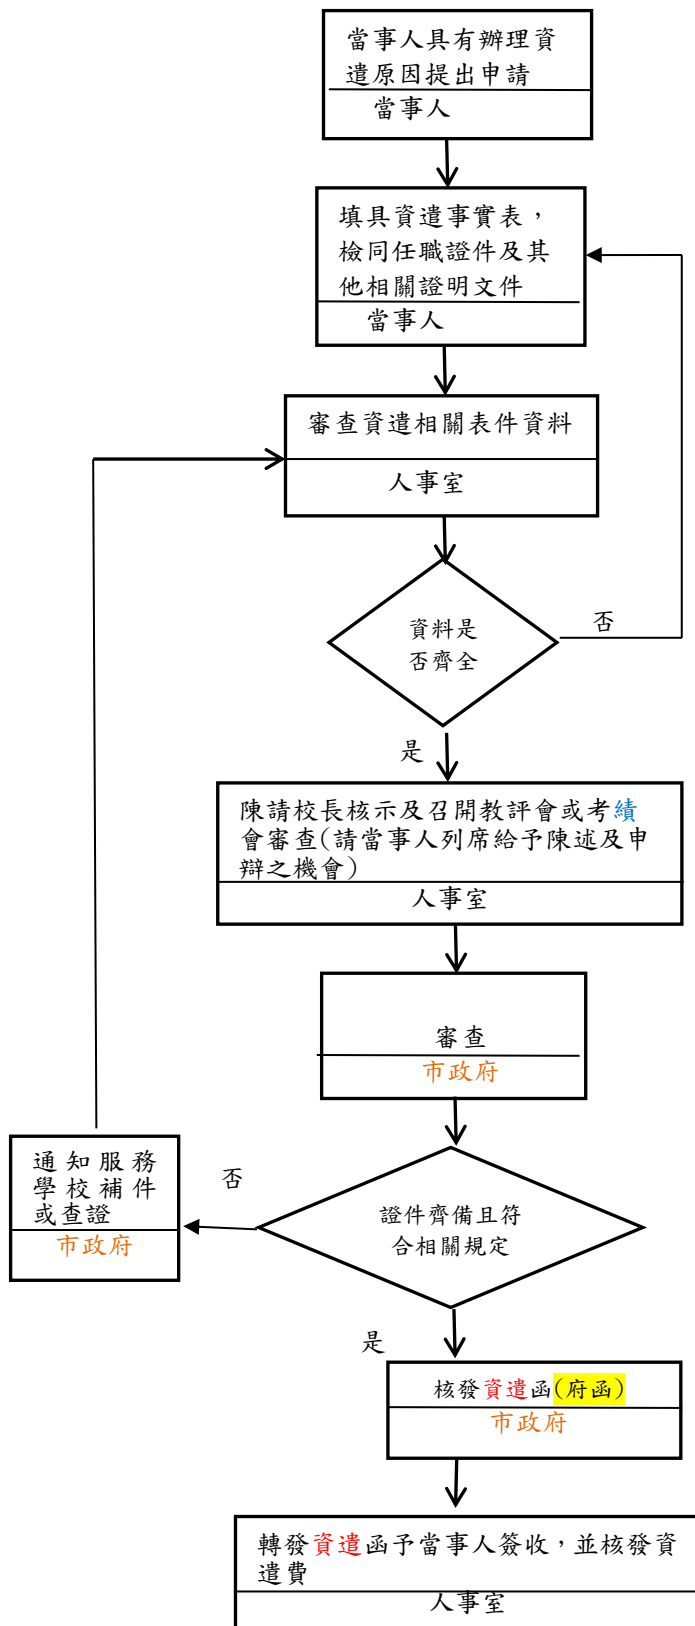 當事人具有辦理資
遣原因提出申請
當事人
填具資遣事實表，
檢同任職證件及其
他相關證明文件
當事人
審查資遣相關表件資料
人事室
資料是
否齊全
否
是
陳請校長核示及召開教評會或考績
會審查(請當事人列席給予陳述及申
辯之機會)
人事室
審查
市政府
通知服務
學校補件
或查證
市政府
否
證件齊備且符
合相關規定
是
核發資遣函(府函)
市政府
轉發資遣函予當事人簽收，並核發資
遣費
人事室